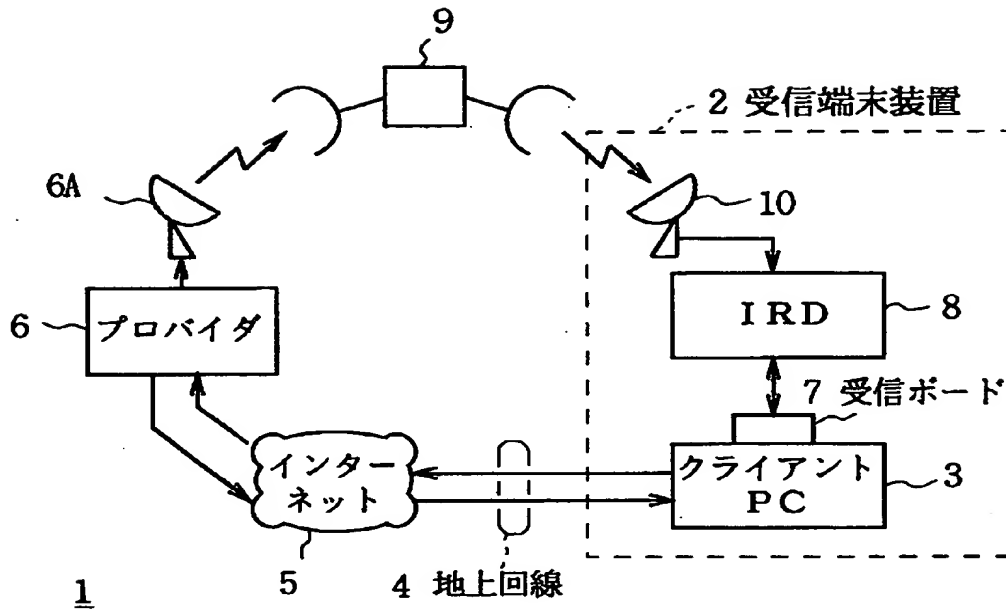 9
2 受信端末装置
6A
10
6
プロバイダ
IRD
8
7 受信ボード
インター
ネット
クライアント
PC
3
5
4 地上回線
1